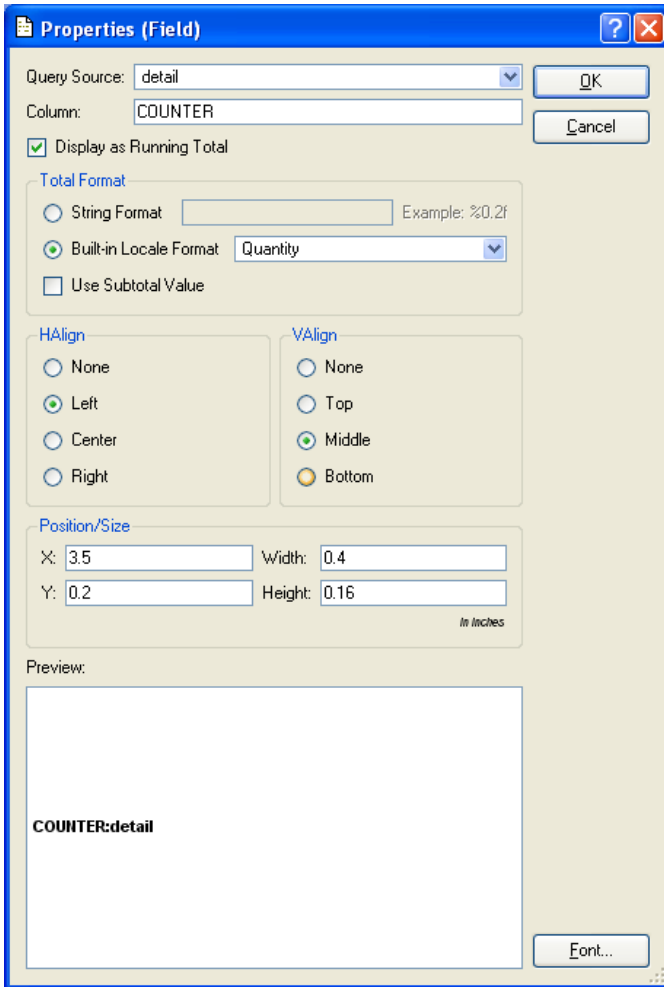 Properties (Field)
Query Source: detail
OK
Column: COUNTER
Cancel
Display as Running Total
Total Format
String Format Example: %0.2f
Built-in Locale Format Quantity
Use Subtotal Value
HAlign VAlign
None None
Left Top
Center Middle
Right Bottom
Position/Size
X: 3.5 Width: 0.4
Y: 0.2 Height: 0.16
In Inches
Preview:
COUNTER:detail
Font...